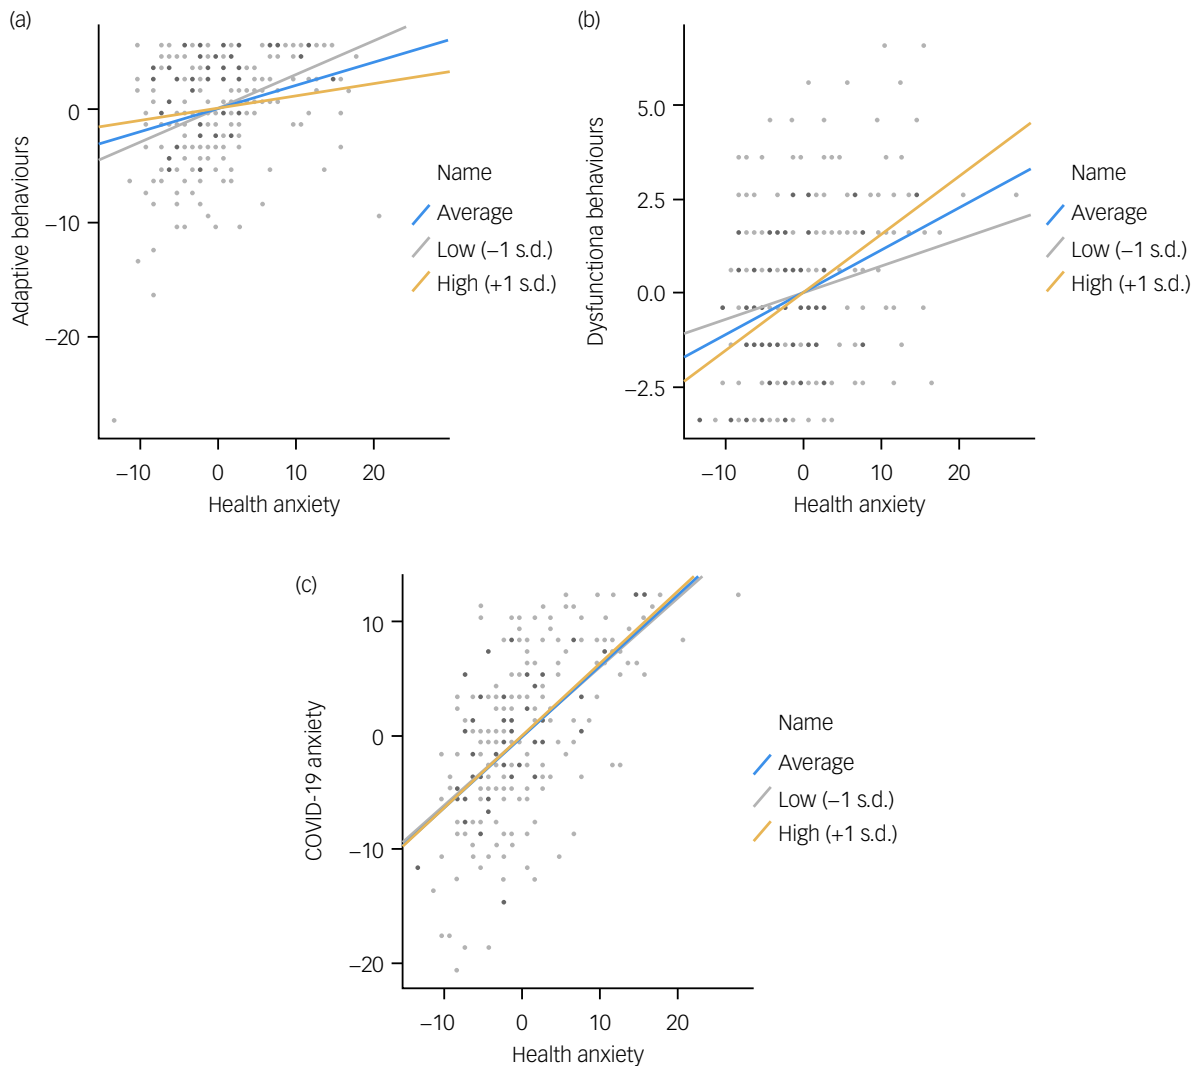 (a)
0
−10
−20
Adaptive behaviours
−10 0 10 20
Health anxiety
Name
Average
Low (−1 s.d.)
High (+1 s.d.)
(b)
5.0
2.5
0.0
−2.5
Dysfunctiona behaviours
−10 0 10 20
Health anxiety
Name
Average
Low (−1 s.d.)
High (+1 s.d.)
(c)
10
0
−10
−20
COVID-19 anxiety
−10 0 10 20
Health anxiety
Name
Average
Low (−1 s.d.)
High (+1 s.d.)